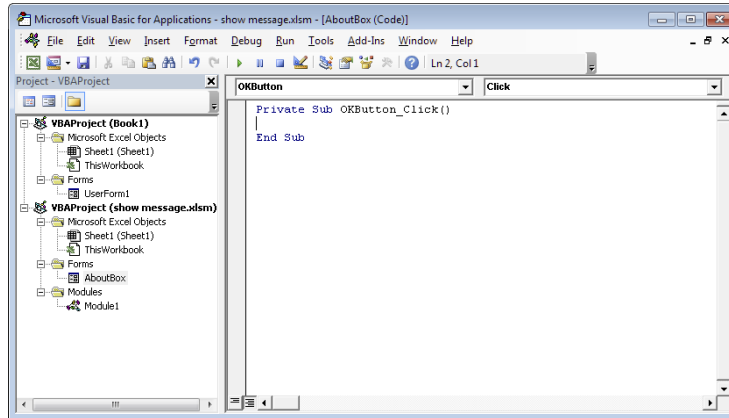 Microsoft Visual Basic for Applications - show message.xlsm - [AboutBox (Code)]
File Edit View Insert Format Debug Run Tools Add-Ins Window Help
Ln 2, Col 1
Project - VBAProject
VBAProject (Book1)
Microsoft Excel Objects
Sheet1 (Sheet1)
ThisWorkbook
Forms
UserForm1
VBAProject (show message.xlsm)
Microsoft Excel Objects
Sheet1 (Sheet1)
ThisWorkbook
Forms
AboutBox
Modules
Module1
OKButton
Click
Private Sub OKButton_Click()
End Sub